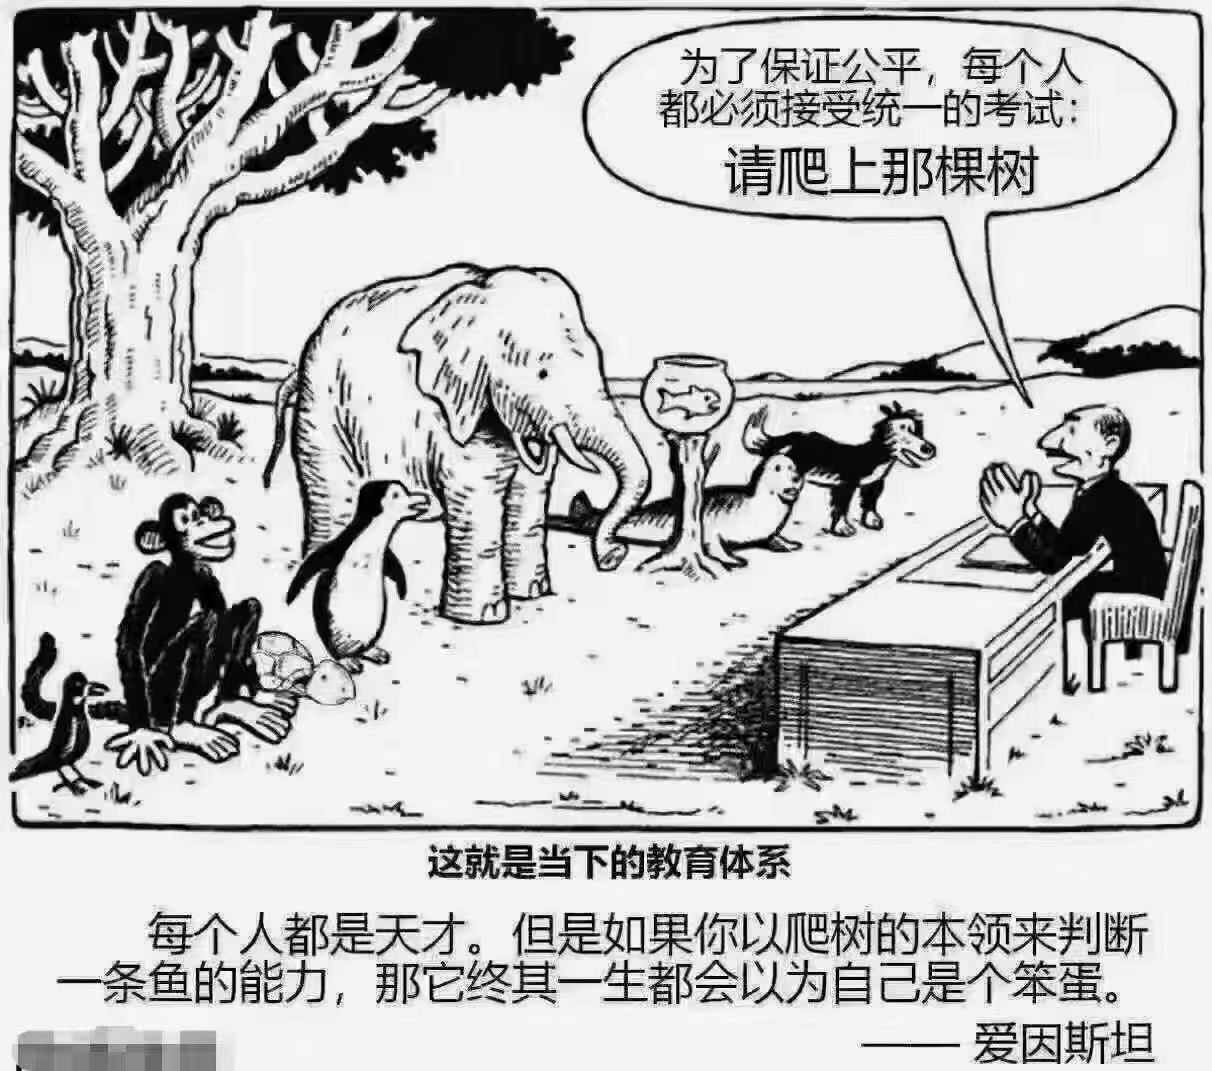 为了保证公平，每个人
都必须接受统一的考试：
请爬上那棵树
这就是当下的教育体系
每个人都是天才。但是如果你以爬树的本领来判断
一条鱼的能力，那它终其一生都会以为自己是个笨蛋。
—— 爱因斯坦